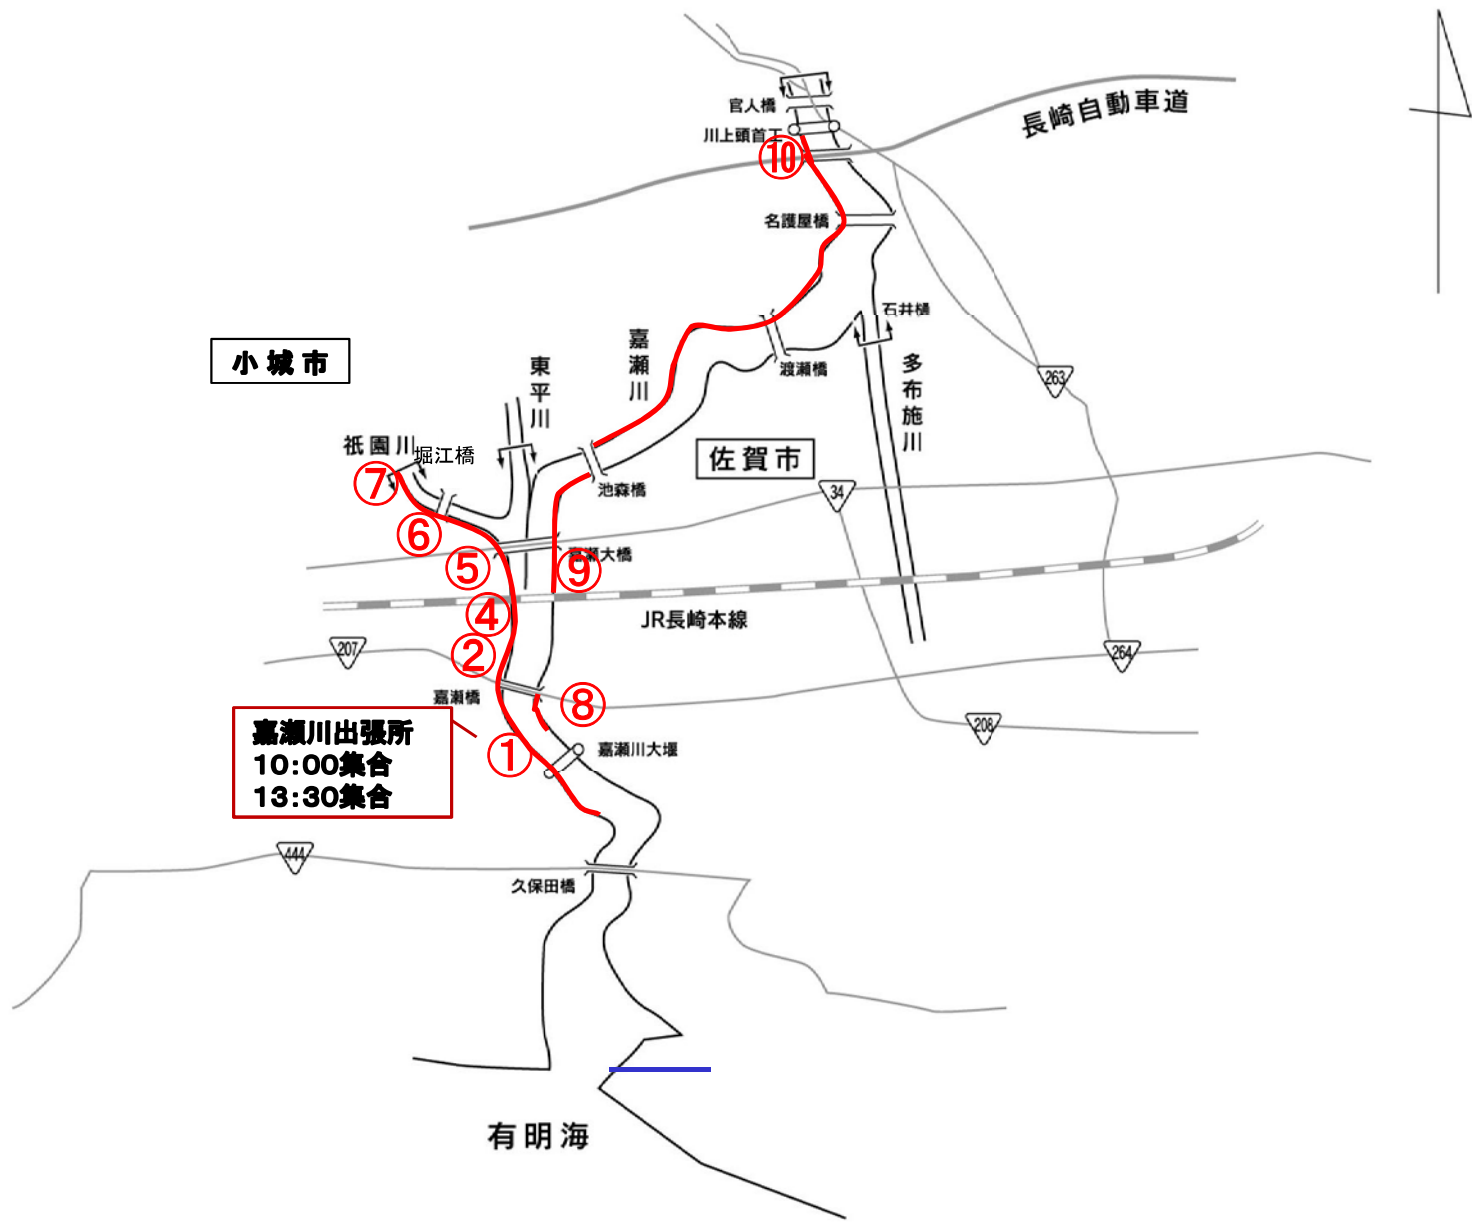 官人橋
長崎自動車道
川上頭首工
⑩
名護屋橋
石井樋
嘉瀬川
東平川
小城市
渡瀬橋
多布施川
263
祇園川
堀江橋
佐賀市
⑦
池森橋
34
⑥
嘉瀬大橋
⑤
⑨
④
JR長崎本線
207
②
264
嘉瀬橋
⑧
嘉瀬川出張所
10:00集合
13:30集合
①
嘉瀬川大堰
208
444
久保田橋
有明海